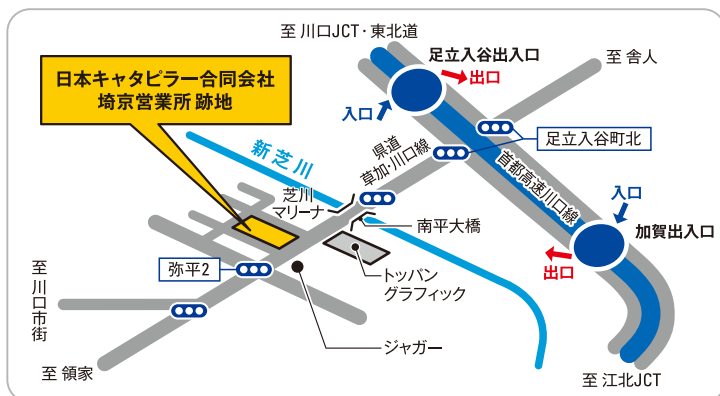 至 川口JCT・東北道
足立入谷出入口
至 舎人
出口
入口
日本キャタピラー合同会社
埼京営業所 跡地
足立入谷町北
新芝川
県道
草加・川口線
首都高速川口線
芝川
マリーナ
入口
加賀出入口
出口
南平大橋
弥平2
トッパン
グラフィック
至 川口市街
ジャガー
至 領家
至 江北JCT